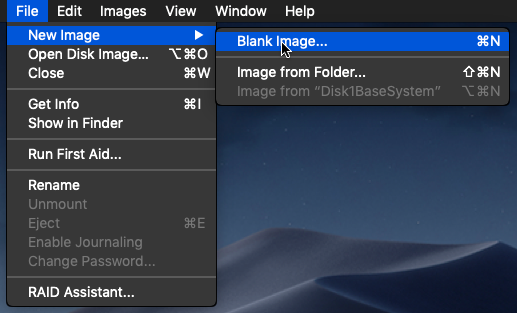 File Edit Images View Window Help
New Image ▶
Blank Image... ⌘N
Open Disk Image... ⌥⌘O
Close ⌘W
Image from Folder... ⇧⌘N
Image from “Disk1BaseSystem” ⌥⌘N
Get Info ⌘I
Show in Finder
Run First Aid...
Rename
Unmount
Eject ⌘E
Enable Journaling
Change Password...
RAID Assistant...